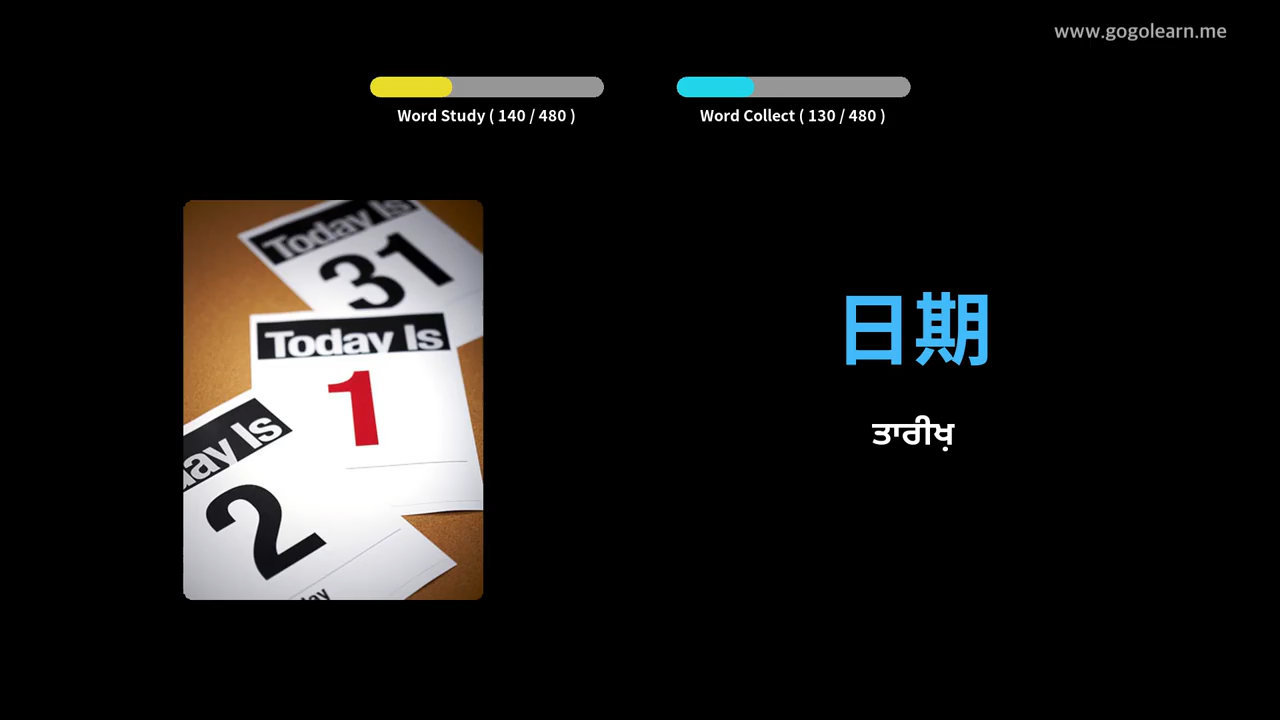 www.gogolearn.me
Word Study ( 140 / 480 )
Word Collect ( 130 / 480 )
Today Is
31
Today Is
1
day Is
2
日期
ਤਾਰੀਖ਼